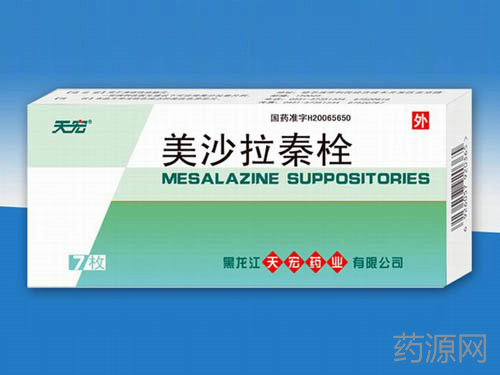 天宏®
国药准字H20065650
外
美沙拉秦栓
MESALAZINE SUPPOSITORIES
7枚
黑龙江天宏药业有限公司
药源网